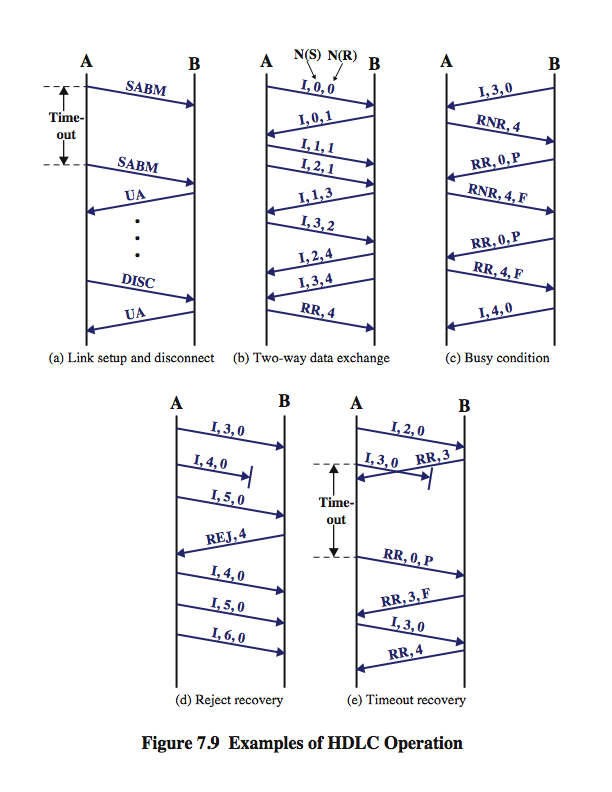 A B
SABM
Time-
out
SABM
UA
DISC
UA
(a) Link setup and disconnect
N(S) N(R)
A B
I, 0, 0
I, 0, 1
I, 1, 1
I, 2, 1
I, 1, 3
I, 3, 2
I, 2, 4
I, 3, 4
RR, 4
(b) Two-way data exchange
A B
I, 3, 0
RNR, 4
RR, 0, P
RNR, 4, F
RR, 0, P
RR, 4, F
I, 4, 0
(c) Busy condition
A B
I, 3, 0
I, 4, 0
I, 5, 0
REJ, 4
I, 4, 0
I, 5, 0
I, 6, 0
(d) Reject recovery
A B
I, 2, 0
I, 3, 0 RR, 3
Time-
out
RR, 0, P
RR, 3, F
I, 3, 0
RR, 4
(e) Timeout recovery
Figure 7.9 Examples of HDLC Operation